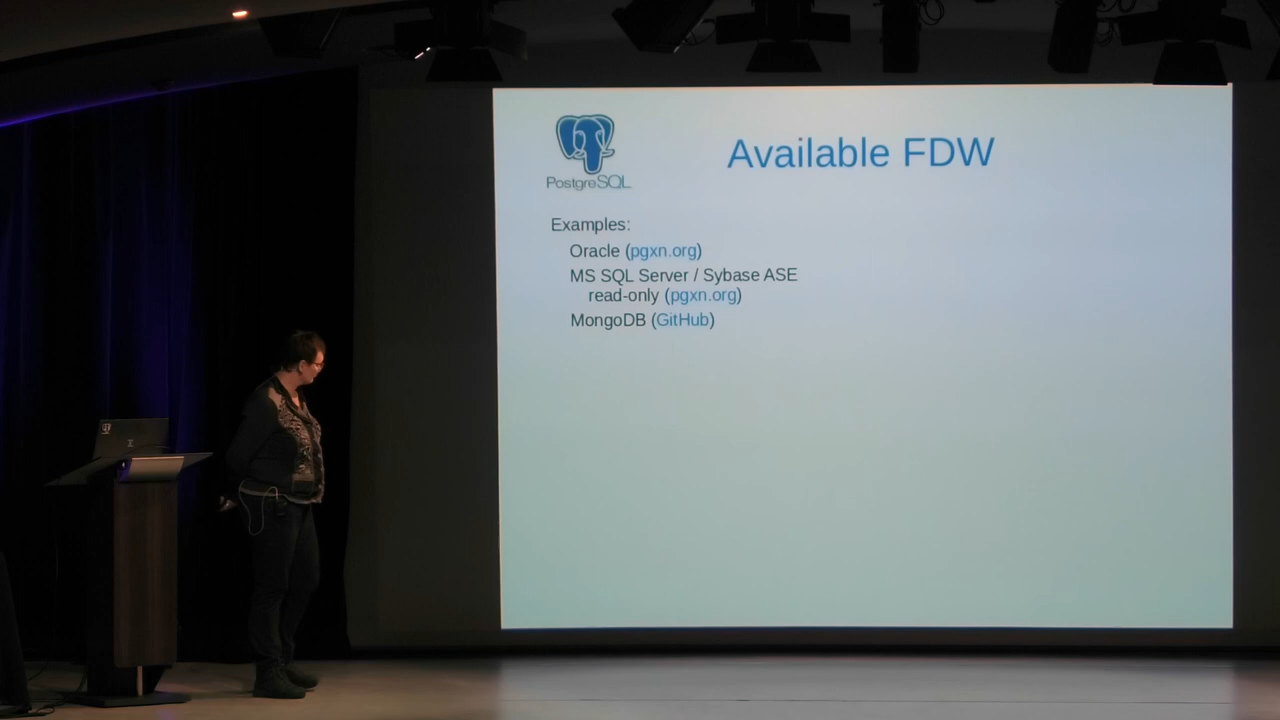 PostgreSQL
Available FDW
Examples:
Oracle (pgxn.org)
MS SQL Server / Sybase ASE
read-only (pgxn.org)
MongoDB (GitHub)